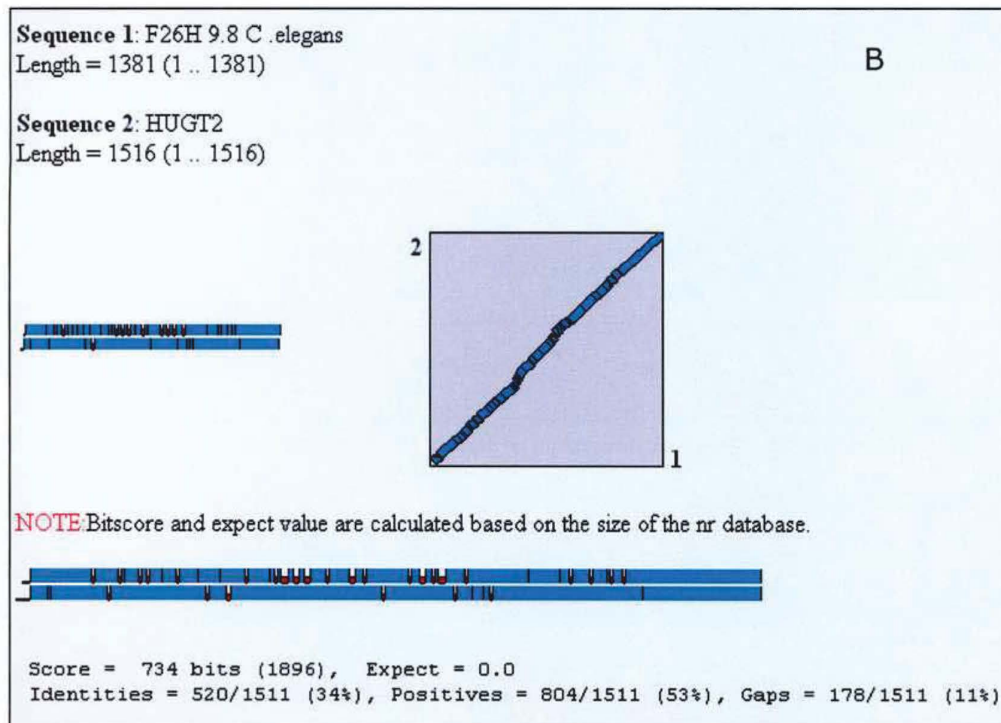 Sequence 1: F26H 9.8 C .elegans
Length = 1381 (1 .. 1381)
B
Sequence 2: HUGT2
Length = 1516 (1 .. 1516)
2
1
NOTE:Bitscore and expect value are calculated based on the size of the nr database.
Score = 734 bits (1896), Expect = 0.0
Identities = 520/1511 (34%), Positives = 804/1511 (53%), Gaps = 178/1511 (11%)